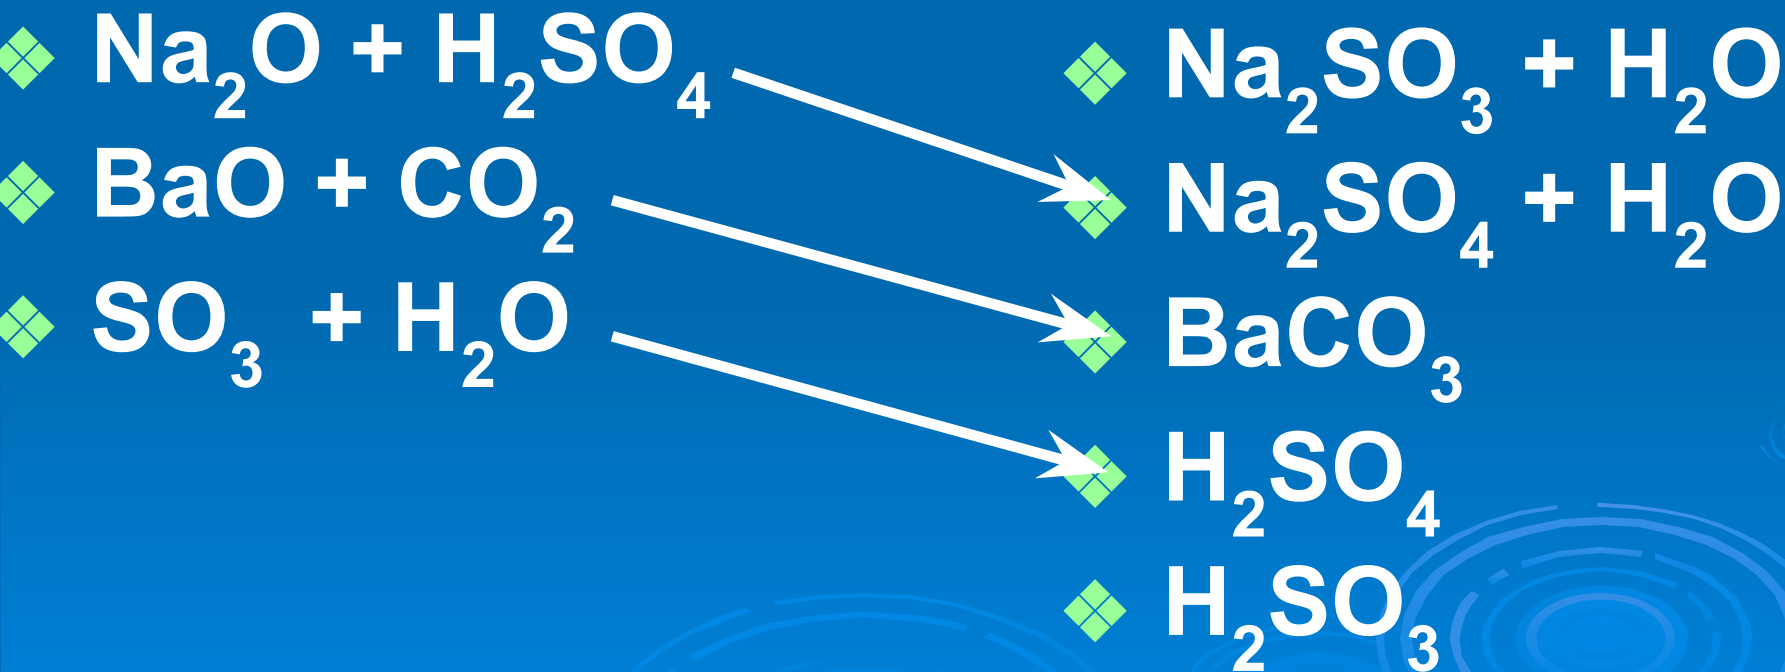 Na₂O + H₂SO₄
BaO + CO₂
SO₃ + H₂O
Na₂SO₃ + H₂O
Na₂SO₄ + H₂O
BaCO₃
H₂SO₄
H₂SO₃